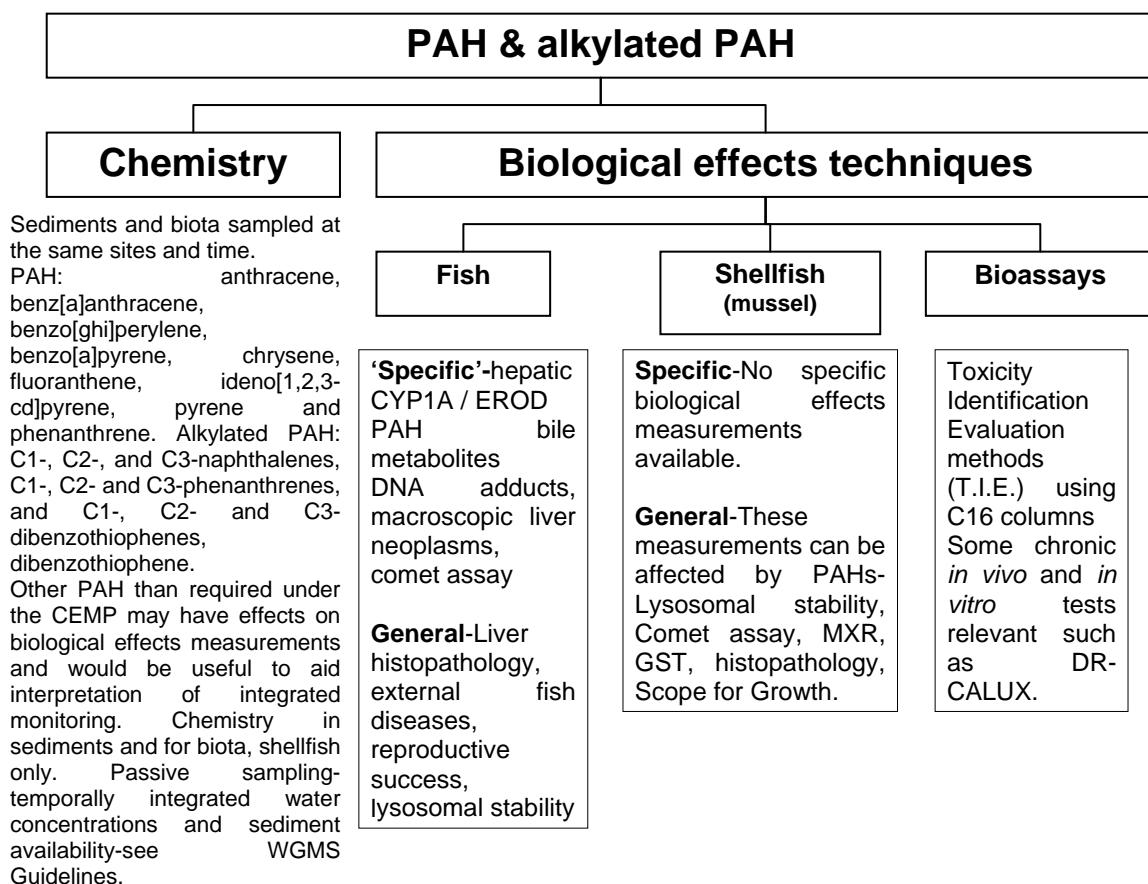 PAH & alkylated PAH
Chemistry
Biological effects techniques
Sediments and biota sampled at
the same sites and time.
PAH: anthracene,
benz[a]anthracene,
benzo[ghi]perylene,
benzo[a]pyrene, chrysene,
fluoranthene, ideno[1,2,3-
cd]pyrene, pyrene and
phenanthrene. Alkylated PAH:
C1-, C2-, and C3-naphthalenes,
C1-, C2- and C3-phenanthrenes,
and C1-, C2- and C3-
dibenzothiophenes,
dibenzothiophene.
Other PAH than required under
the CEMP may have effects on
biological effects measurements
and would be useful to aid
interpretation of integrated
monitoring. Chemistry in
sediments and for biota, shellfish
only. Passive sampling-
temporally integrated water
concentrations and sediment
availability-see WGMS
Guidelines.
Fish
‘Specific’-hepatic
CYP1A / EROD
PAH bile
metabolites
DNA adducts,
macroscopic liver
neoplasms,
comet assay
General-Liver
histopathology,
external fish
diseases,
reproductive
success,
lysosomal stability
Shellfish
(mussel)
Specific-No specific
biological effects
measurements
available.
General-These
measurements can be
affected by PAHs-
Lysosomal stability,
Comet assay, MXR,
GST, histopathology,
Scope for Growth.
Bioassays
Toxicity
Identification
Evaluation
methods
(T.I.E.) using
C16 columns
Some chronic
in vivo and in
vitro tests
relevant such
as DR-
CALUX.